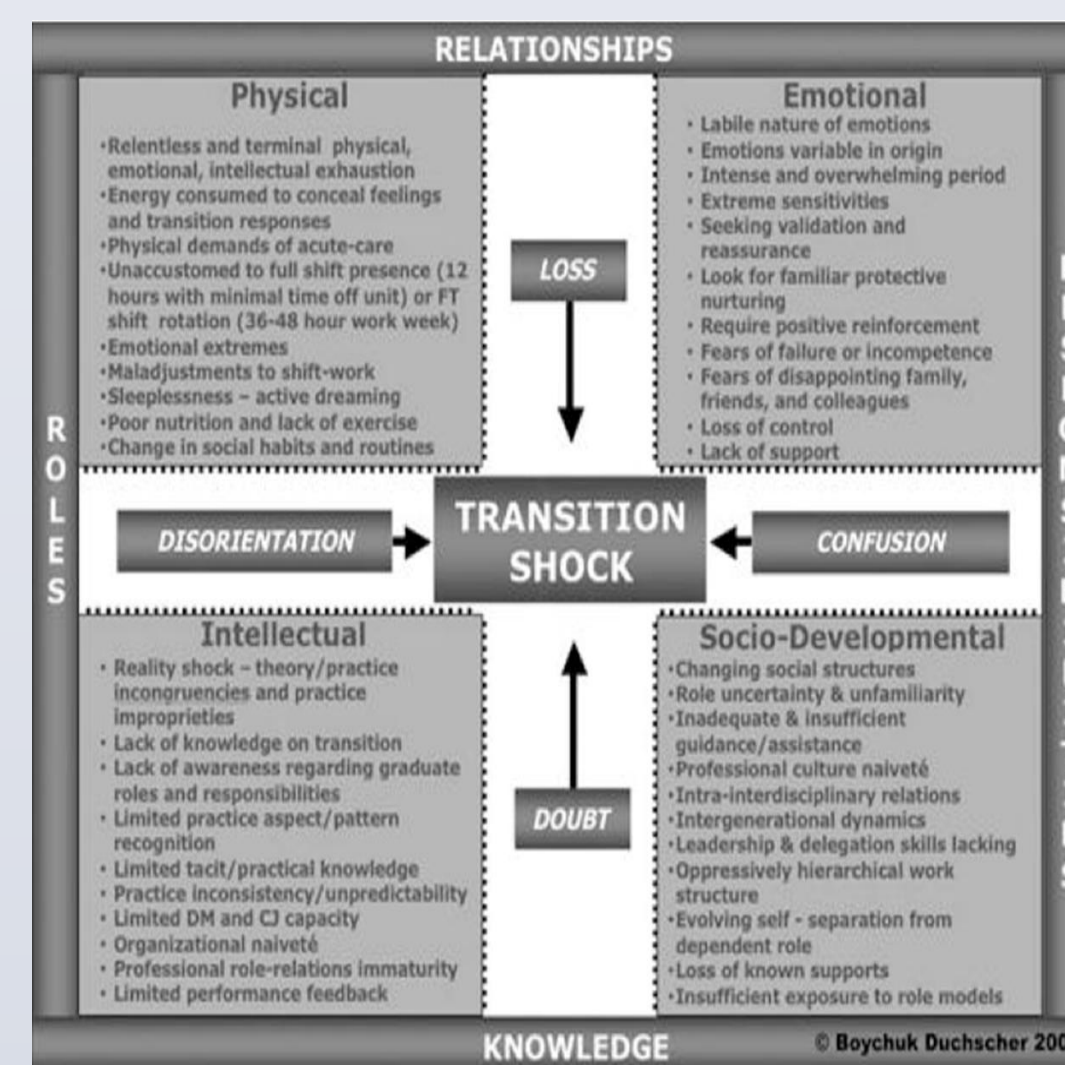 RELATIONSHIPS
Physical
•Relentless and terminal physical,
emotional, intellectual exhaustion
•Energy consumed to conceal feelings
and transition responses
•Physical demands of acute-care
•Unaccustomed to full shift presence (12
hours with minimal time off unit) or FT
shift rotation (36-48 hour work week)
•Emotional extremes
•Maladjustments to shift-work
•Sleeplessness – active dreaming
•Poor nutrition and lack of exercise
•Change in social habits and routines
LOSS
Emotional
• Labile nature of emotions
• Emotions variable in origin
• Intense and overwhelming period
• Extreme sensitivities
• Seeking validation and
reassurance
• Look for familiar protective
nurturing
• Require positive reinforcement
• Fears of failure or incompetence
• Fears of disappointing family,
friends, and colleagues
• Loss of control
• Lack of support
ROLES
DISORIENTATION
TRANSITION
SHOCK
CONFUSION
Intellectual
• Reality shock – theory/practice
incongruencies and practice
improprieties
• Lack of knowledge on transition
• Lack of awareness regarding graduate
roles and responsibilities
• Limited practice aspect/pattern
recognition
• Limited tacit/practical knowledge
• Practice inconsistency/unpredictability
• Limited DM and CJ capacity
• Organizational naiveté
• Professional role-relations immaturity
• Limited performance feedback
DOUBT
Socio-Developmental
•Changing social structures
•Role uncertainty & unfamiliarity
•Inadequate & insufficient
guidance/assistance
•Professional culture naiveté
•Intra-interdisciplinary relations
•Intergenerational dynamics
•Leadership & delegation skills lacking
•Oppressively hierarchical work
structure
•Evolving self - separation from
dependent role
•Loss of known supports
•Insufficient exposure to role models
KNOWLEDGE
© Boychuk Duchscher 200